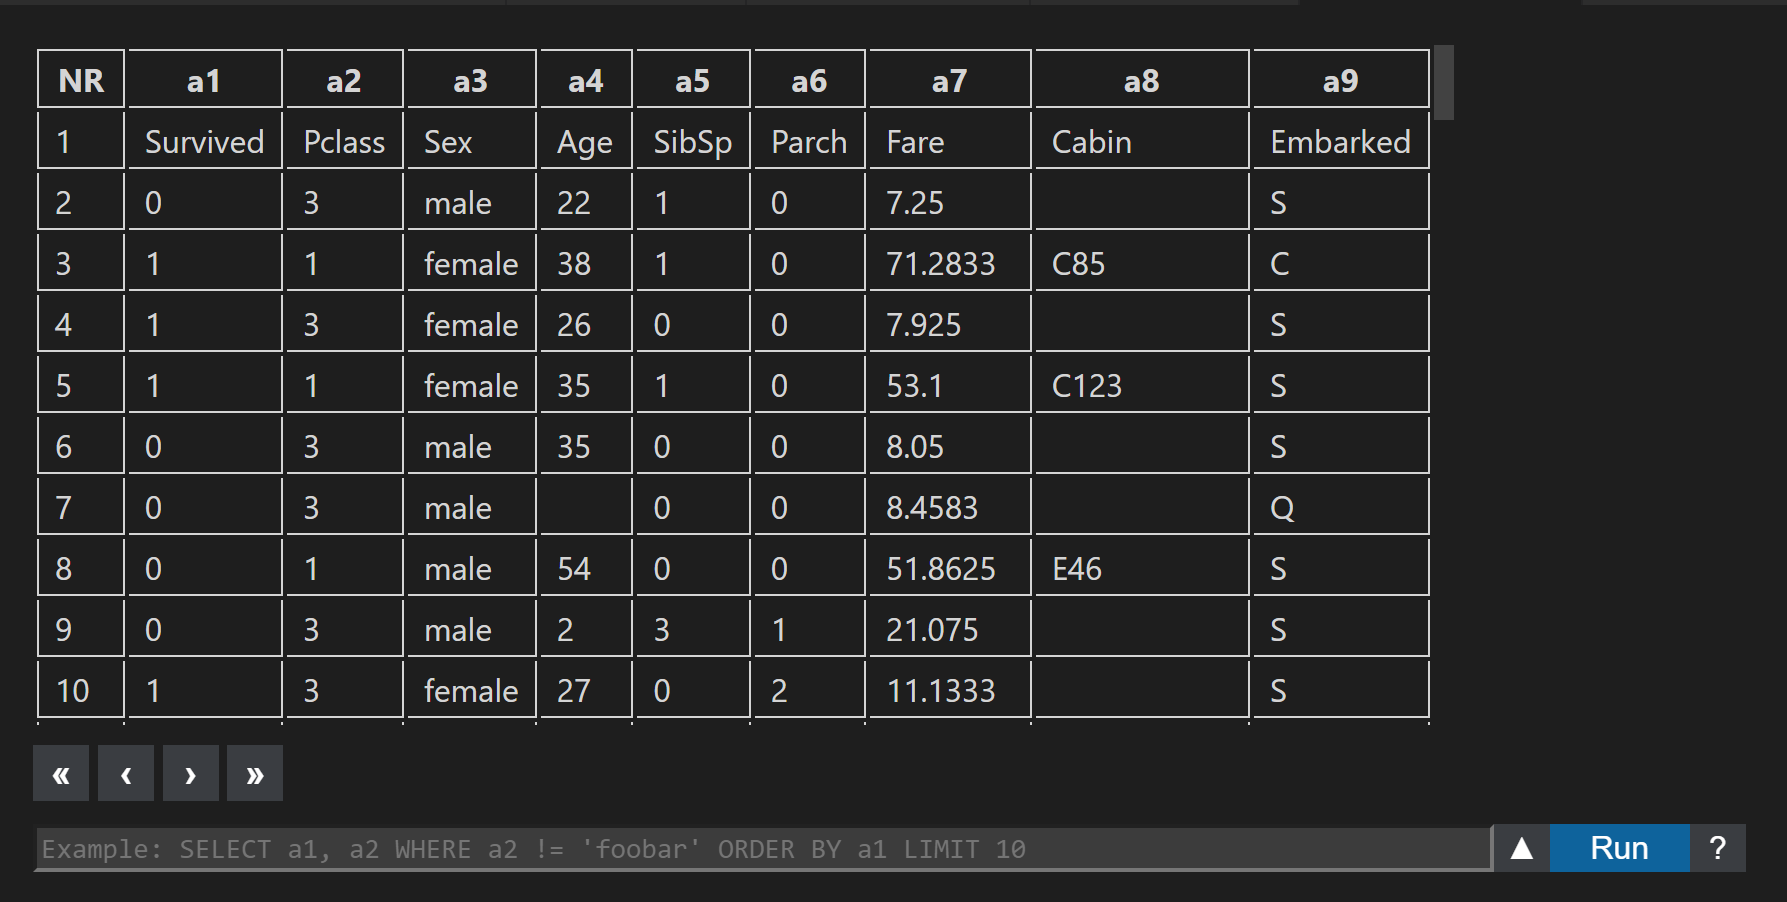 NR a1 a2 a3 a4 a5 a6 a7 a8 a9
1 Survived Pclass Sex Age SibSp Parch Fare Cabin Embarked
2 0 3 male 22 1 0 7.25 S
3 1 1 female 38 1 0 71.2833 C85 C
4 1 3 female 26 0 0 7.925 S
5 1 1 female 35 1 0 53.1 C123 S
6 0 3 male 35 0 0 8.05 S
7 0 3 male 0 0 8.4583 Q
8 0 1 male 54 0 0 51.8625 E46 S
9 0 3 male 2 3 1 21.075 S
10 1 3 female 27 0 2 11.1333 S
« ‹ › »
Example: SELECT a1, a2 WHERE a2 != 'foobar' ORDER BY a1 LIMIT 10 ▲ Run ?